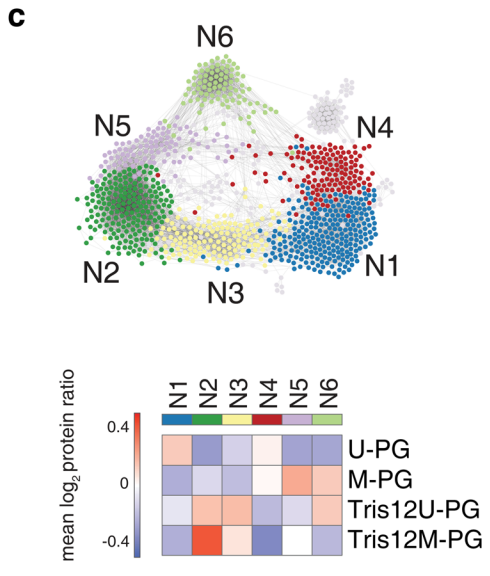 c
N6
N5
N4
N2
N1
N3
mean log2 protein ratio
0.4
0
-0.4
N1 N2 N3 N4 N5 N6
U-PG
M-PG
Tris12U-PG
Tris12M-PG